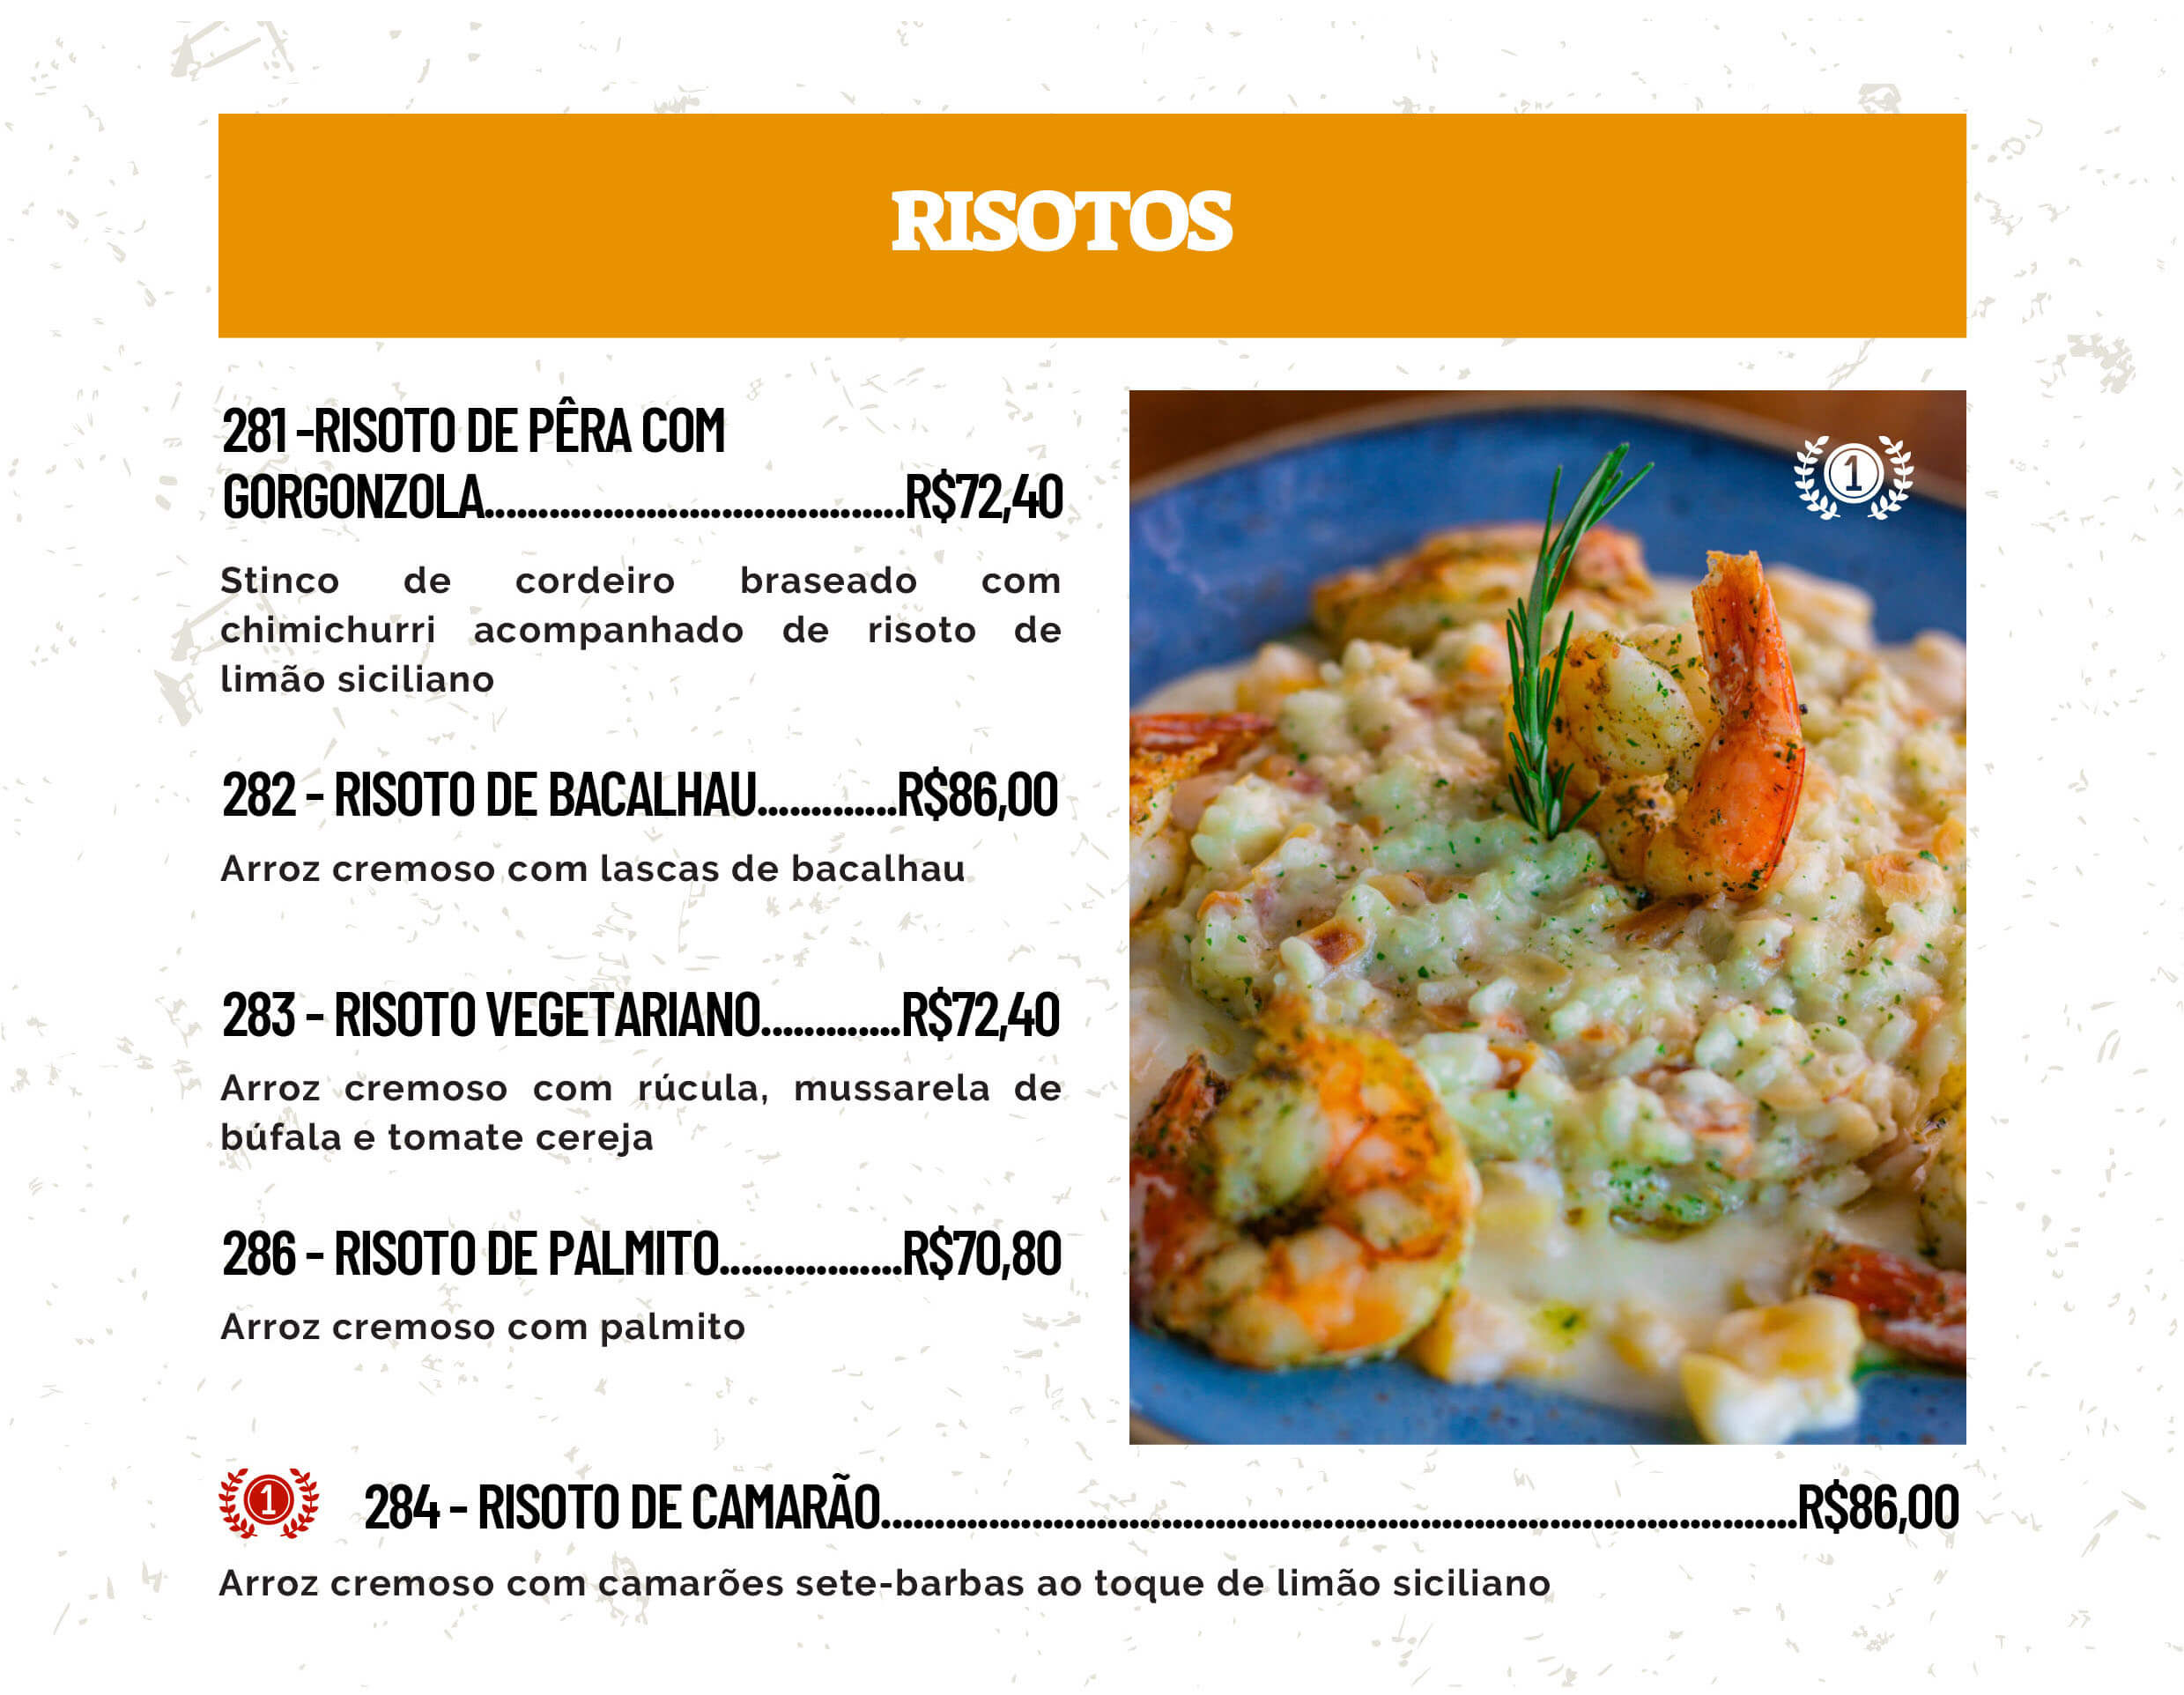 RISOTOS
281 -RISOTO DE PÊRA COM
GORGONZOLA.......................................R$72,40
Stinco de cordeiro braseado com
chimichurri acompanhado de risoto de
limão siciliano
282 - RISOTO DE BACALHAU.............R$86,00
Arroz cremoso com lascas de bacalhau
283 - RISOTO VEGETARIANO.............R$72,40
Arroz cremoso com rúcula, mussarela de
búfala e tomate cereja
286 - RISOTO DE PALMITO.................R$70,80
Arroz cremoso com palmito
1
1
284 - RISOTO DE CAMARÃO.....................................................................................R$86,00
Arroz cremoso com camarões sete-barbas ao toque de limão siciliano